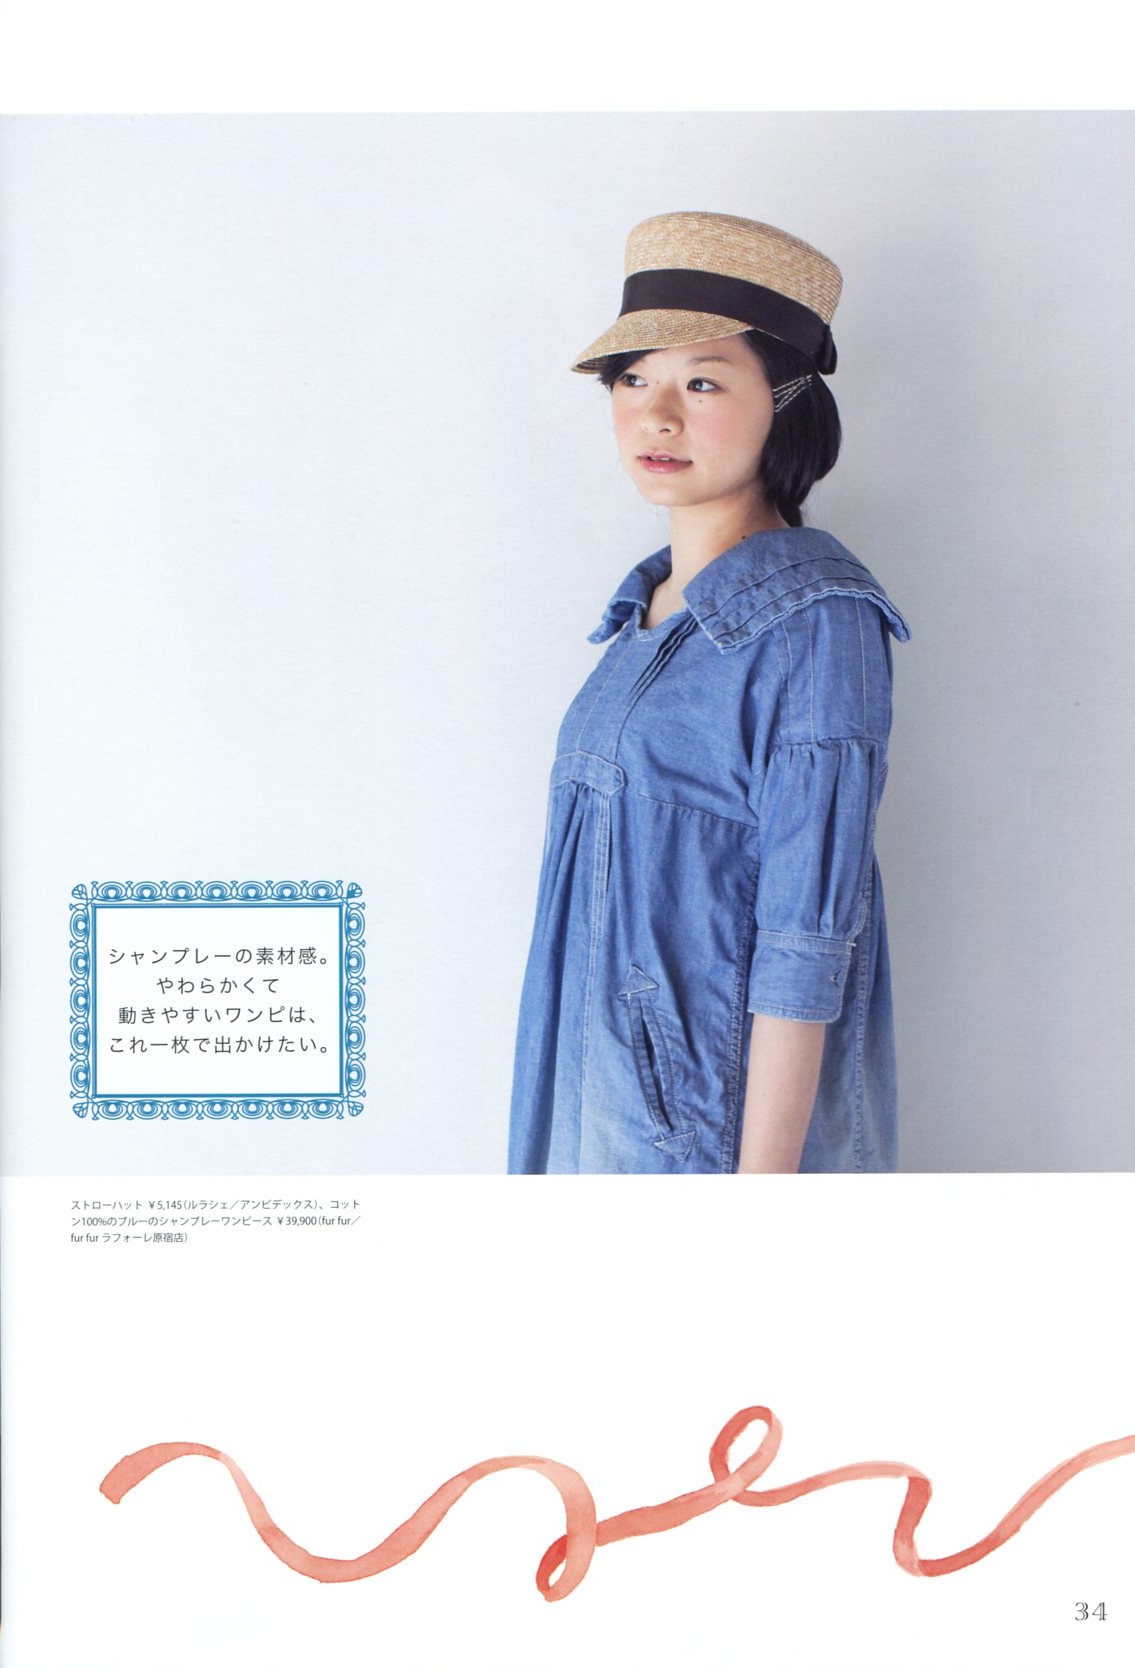 シャンブレーの素材感。
やわらかくて
動きやすいワンピは、
これ一枚で出かけたい。
ストローハット ￥5,145（ルラシェ／アンビデックス）、コット
ン100%のブルーのシャンブレーワンピース ￥39,900（fur fur／
fur fur ラフォーレ原宿店）
34